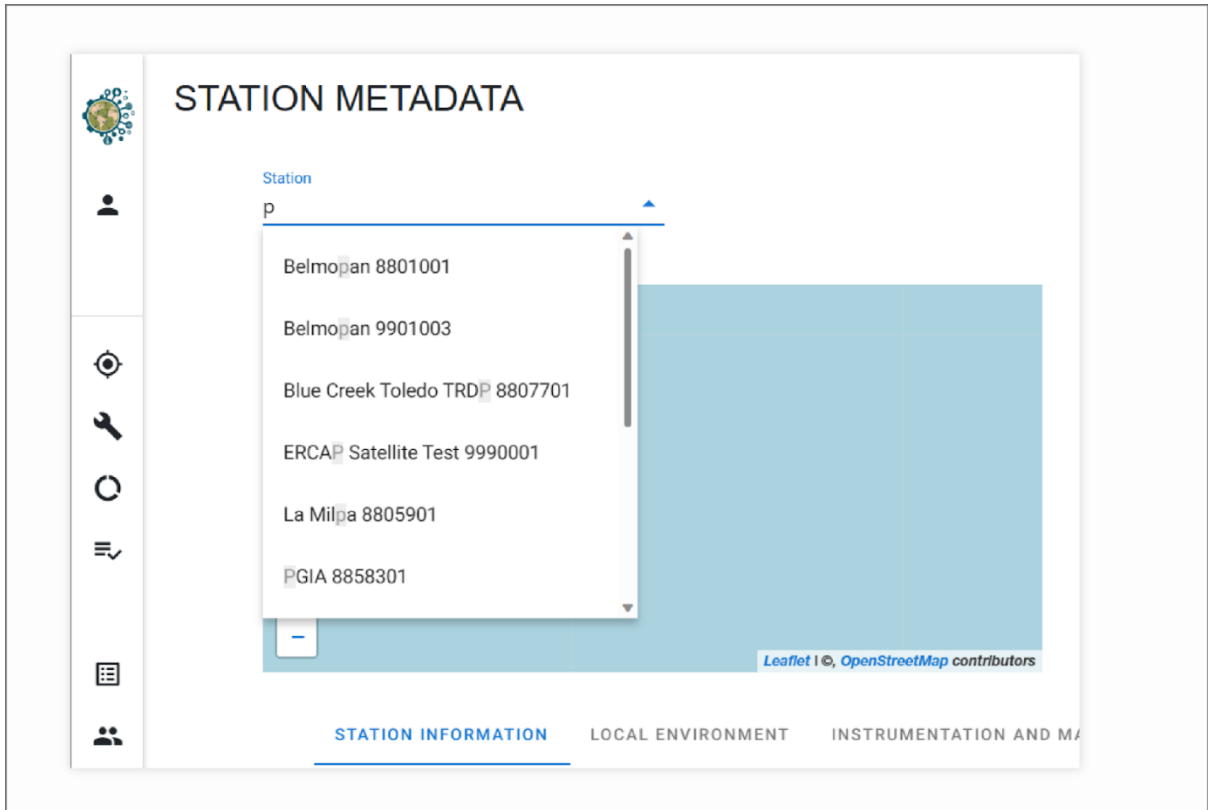 STATION METADATA
Station
p
Belmopan 8801001
Belmopan 9901003
Blue Creek Toledo TRDP 8807701
ERCAP Satellite Test 9990001
La Milpa 8805901
PGIA 8858301
−
Leaflet | ©, OpenStreetMap contributors
STATION INFORMATION LOCAL ENVIRONMENT INSTRUMENTATION AND MA